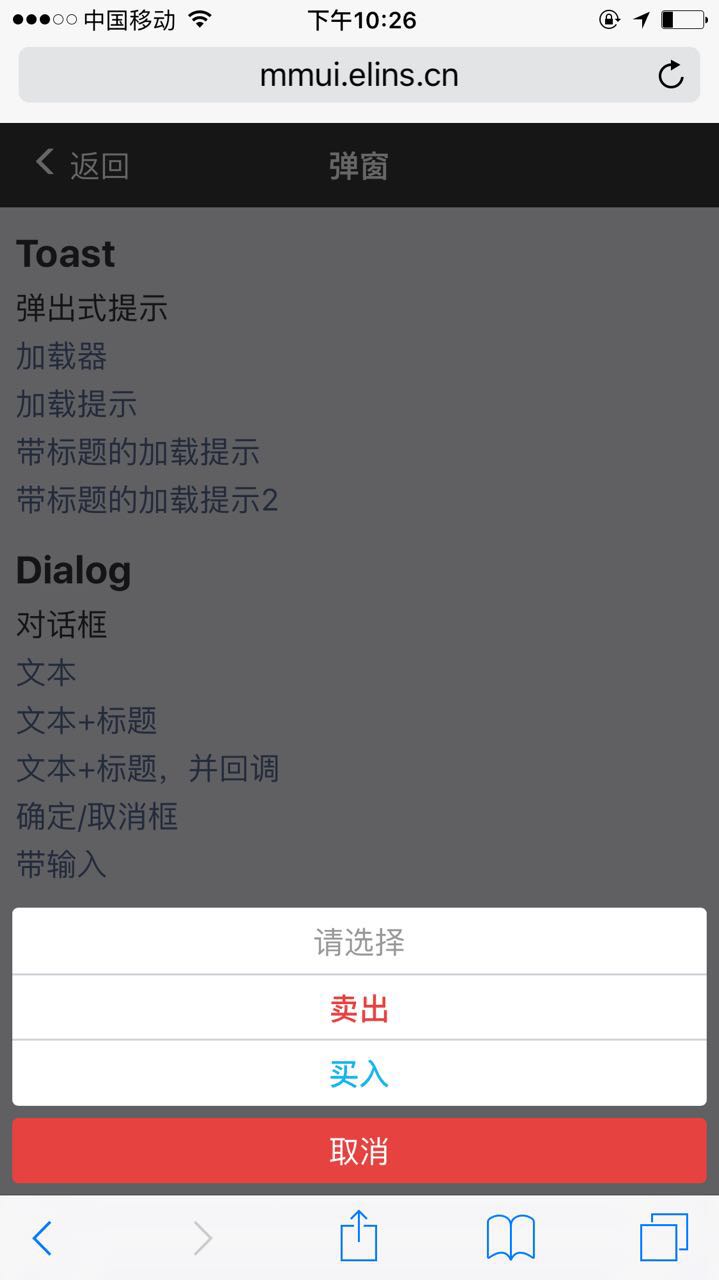 中国移动
下午10:26
mmui.elins.cn
返回
弹窗
Toast
弹出式提示
加载器
加载提示
带标题的加载提示
带标题的加载提示2
Dialog
对话框
文本
文本+标题
文本+标题，并回调
确定/取消框
带输入
请选择
卖出
买入
取消